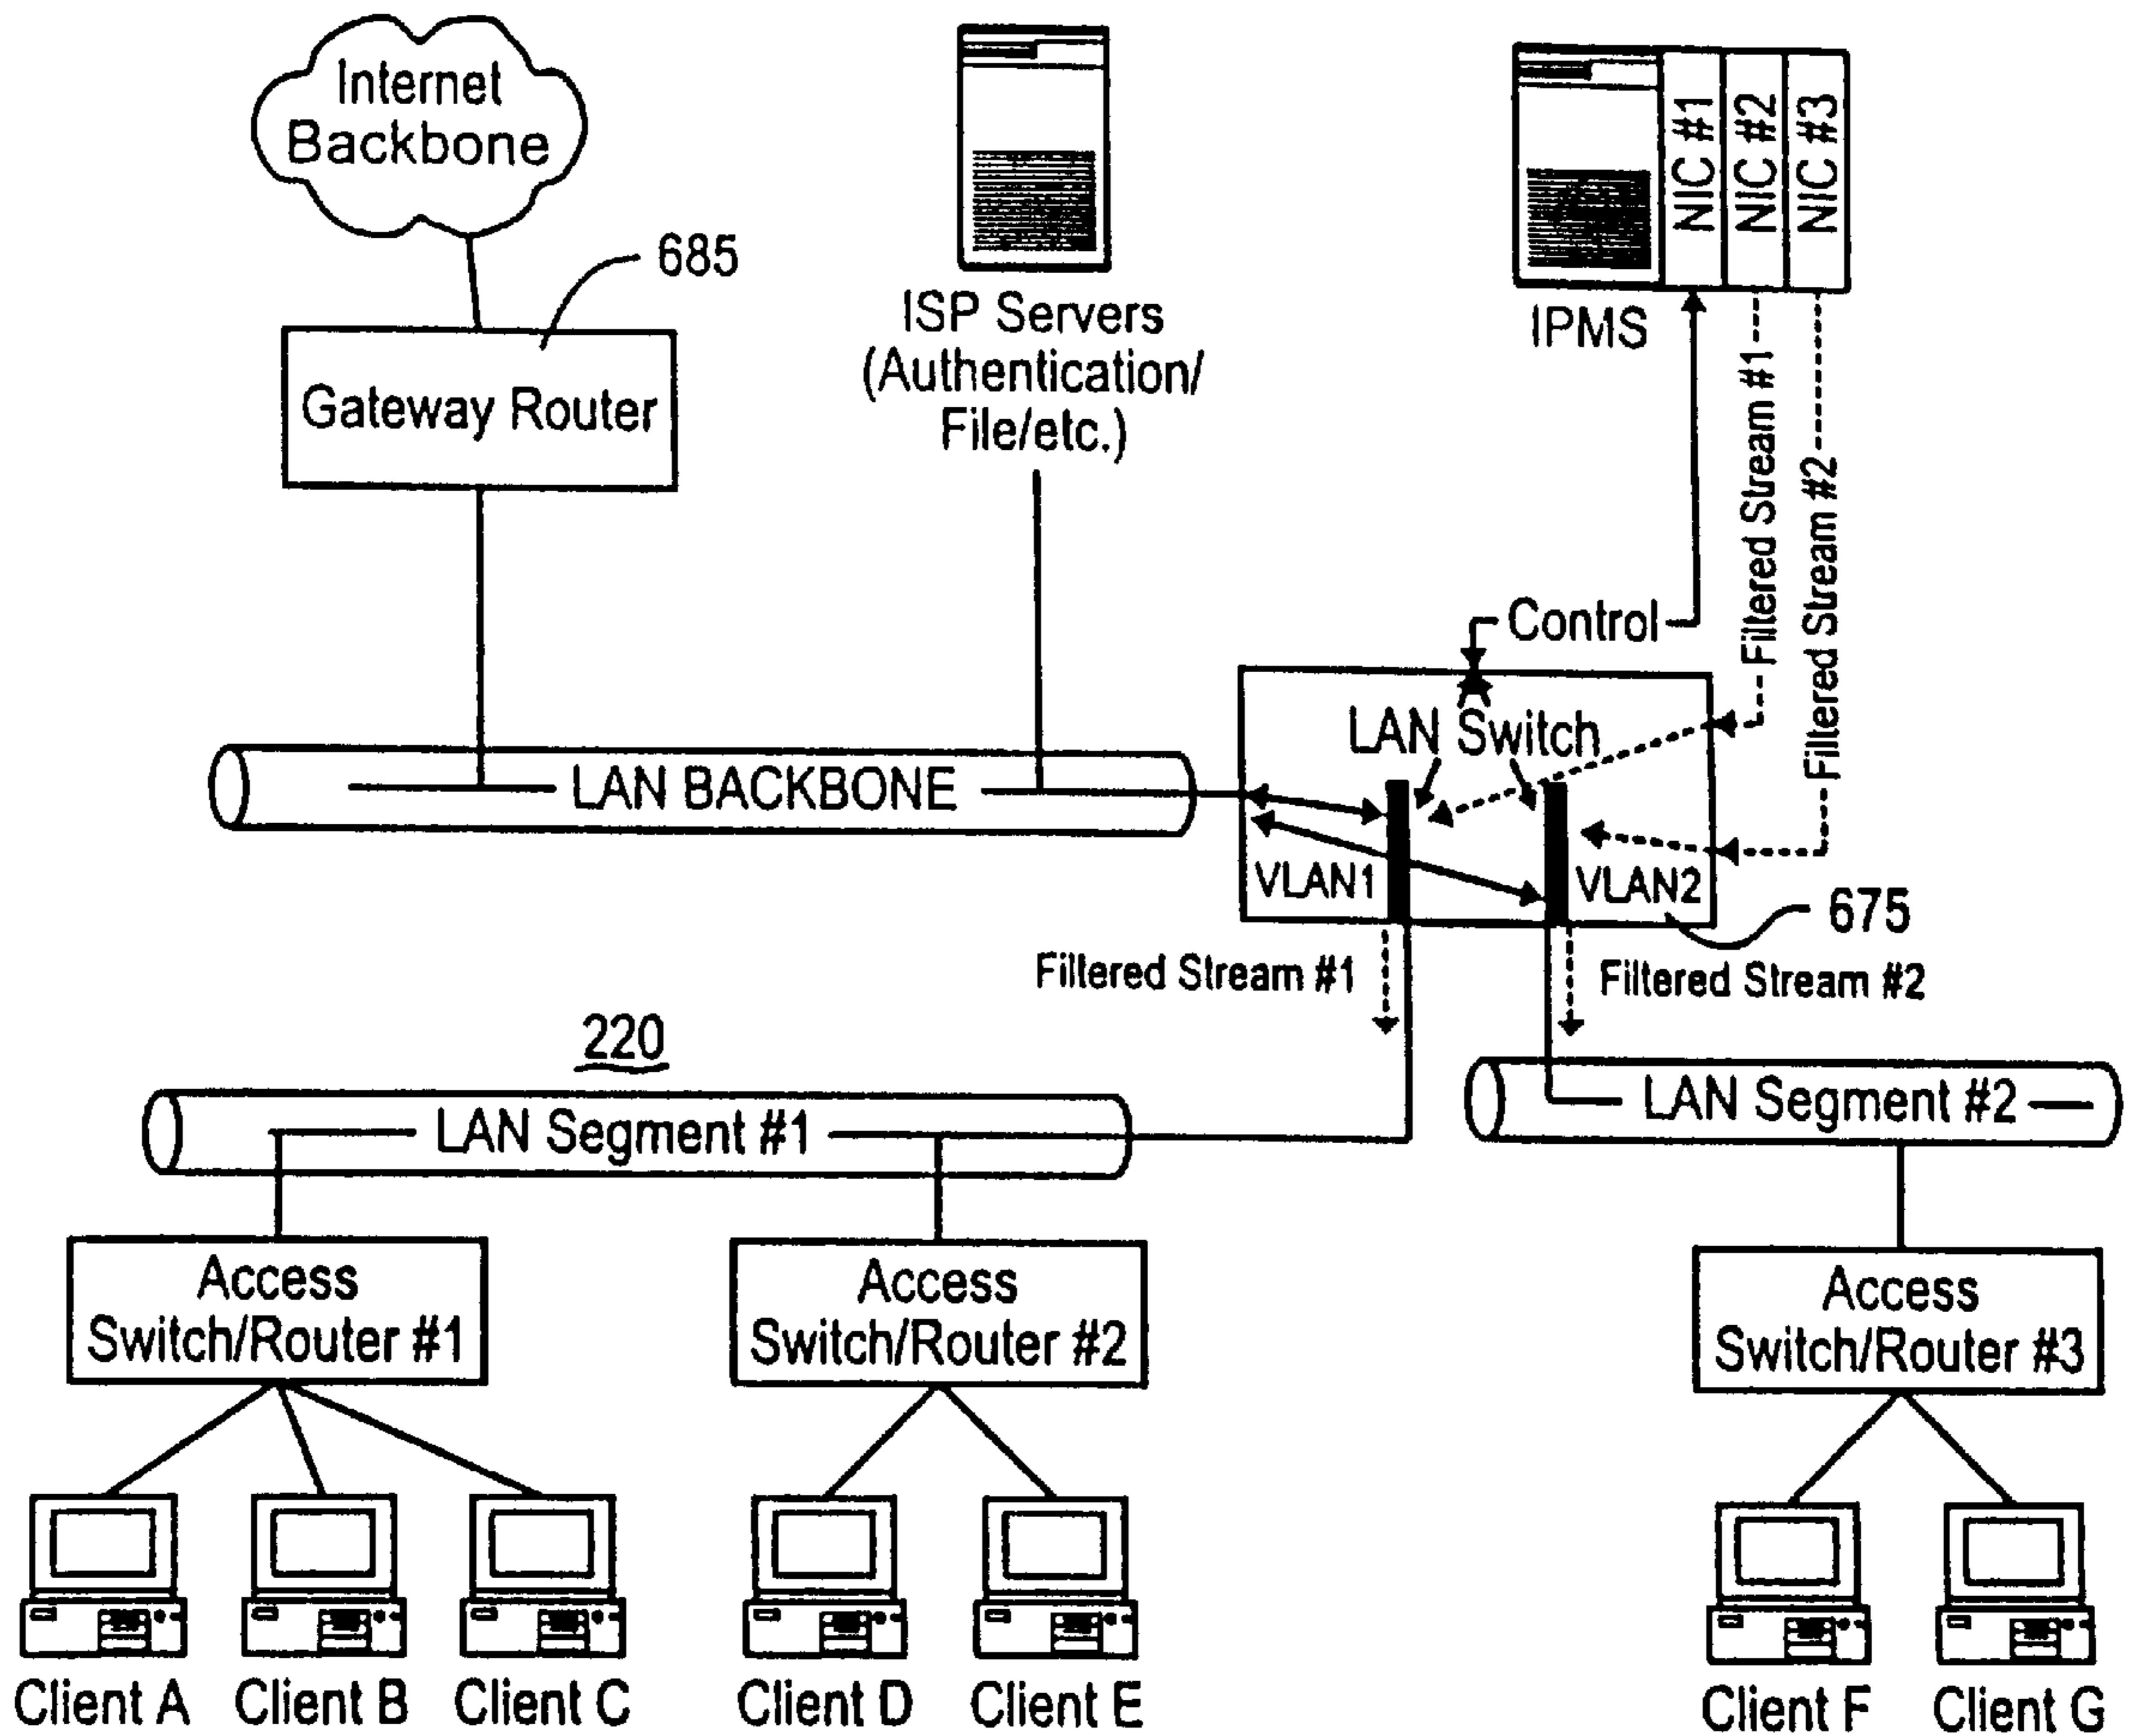 Internet
Backbone
685
Gateway Router
ISP Servers
(Authentication/
File/etc.)
NIC #1
NIC #2
NIC #3
IPMS
Filtered Stream #1
Filtered Stream #2
Control
LAN Switch
LAN BACKBONE
VLAN1
VLAN2
675
Filtered Stream #1
Filtered Stream #2
220
LAN Segment #1
LAN Segment #2
Access
Switch/Router #1
Access
Switch/Router #2
Access
Switch/Router #3
Client A
Client B
Client C
Client D
Client E
Client F
Client G